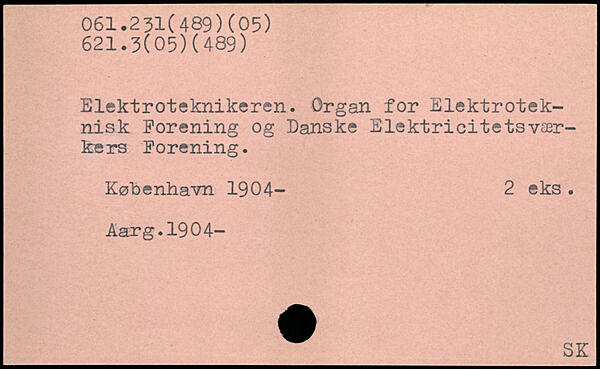 061.231(489)(05)
621.3(05)(489)
Elektroteknikeren. Organ for Elektrotek-
nisk Forening og Danske Elektricitetsvær-
kers Forening.
København 1904- 2 eks.
Aarg.1904-
SK